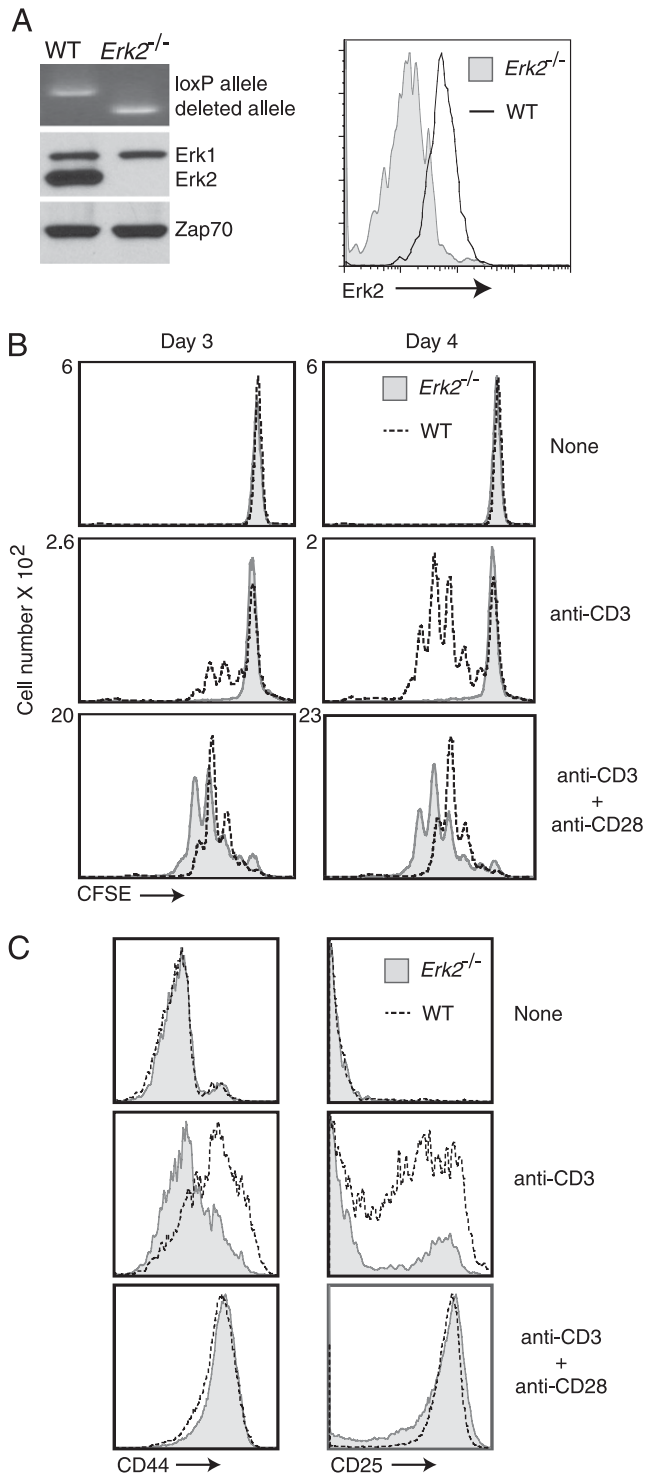 A
WT Erk2-/-
loxP allele
deleted allele
Erk1
Erk2
Zap70
Erk2-/-
WT
Erk2
B
Day 3 Day 4
6 6
Erk2-/-
WT
None
2.6 2
anti-CD3
Cell number X 102
20 23
anti-CD3
+
anti-CD28
CFSE
C
Erk2-/-
WT
None
anti-CD3
anti-CD3
+
anti-CD28
CD44 CD25